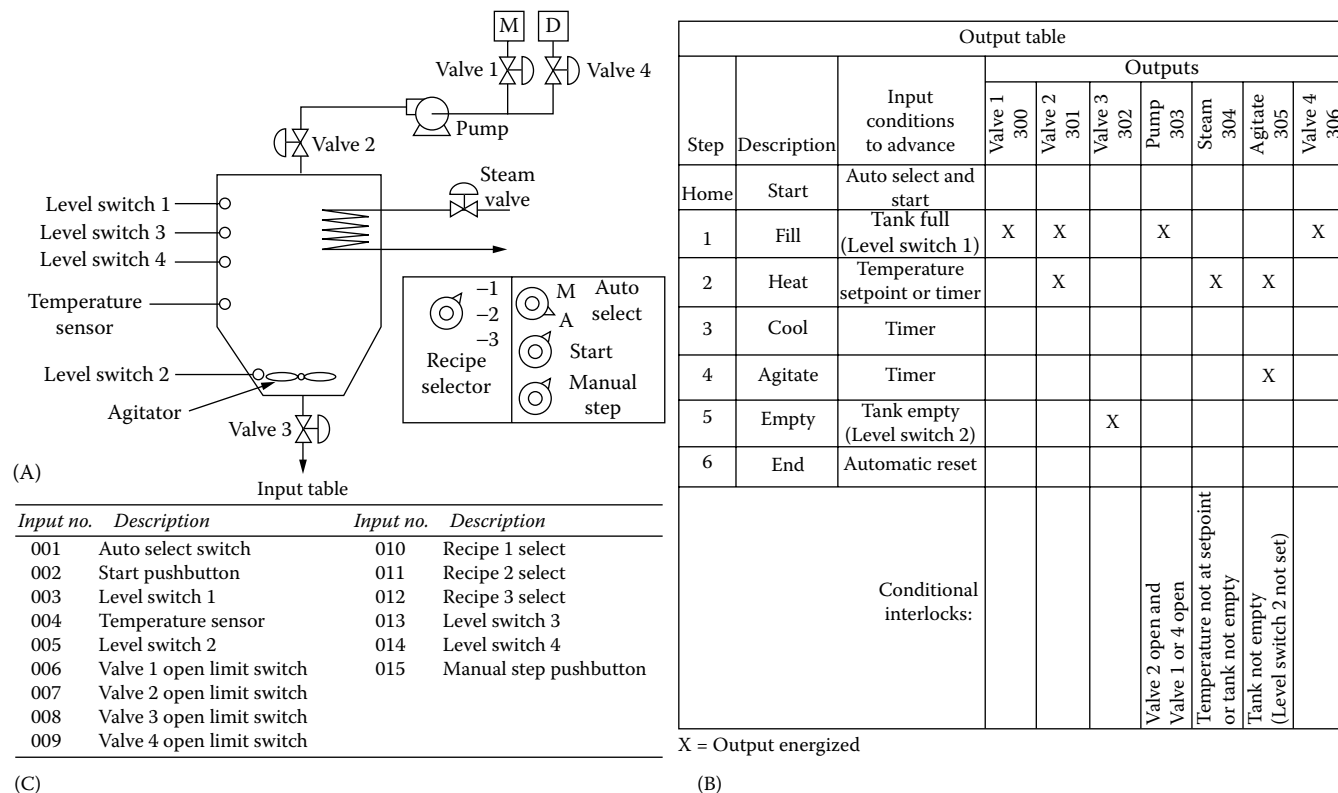 M D
Valve 1 Valve 4
Pump
Valve 2
Steam
valve
Level switch 1
Level switch 3
Level switch 4
Temperature
sensor
Level switch 2
Agitator
Valve 3
–1
–2
–3
Recipe
selector
M
A
Auto
select
Start
Manual
step
(A)
Input table
Input no. Description Input no. Description
001 Auto select switch 010 Recipe 1 select
002 Start pushbutton 011 Recipe 2 select
003 Level switch 1 012 Recipe 3 select
004 Temperature sensor 013 Level switch 3
005 Level switch 2 014 Level switch 4
006 Valve 1 open limit switch 015 Manual step pushbutton
007 Valve 2 open limit switch
008 Valve 3 open limit switch
009 Valve 4 open limit switch
(C)
Output table
Outputs
Step Description
Input
conditions
to advance
Valve 1
300
Valve 2
301
Valve 3
302
Pump
303
Steam
304
Agitate
305
Valve 4
306
Home Start
Auto select and
start
1 Fill
Tank full
(Level switch 1)
X X X X
2 Heat
Temperature
setpoint or timer
X X X
3 Cool Timer
4 Agitate Timer X
5 Empty
Tank empty
(Level switch 2)
X
6 End Automatic reset
Conditional
interlocks:
Valve 2 open and
Valve 1 or 4 open
Temperature not at setpoint
or tank not empty
Tank not empty
(Level switch 2 not set)
X = Output energized
(B)